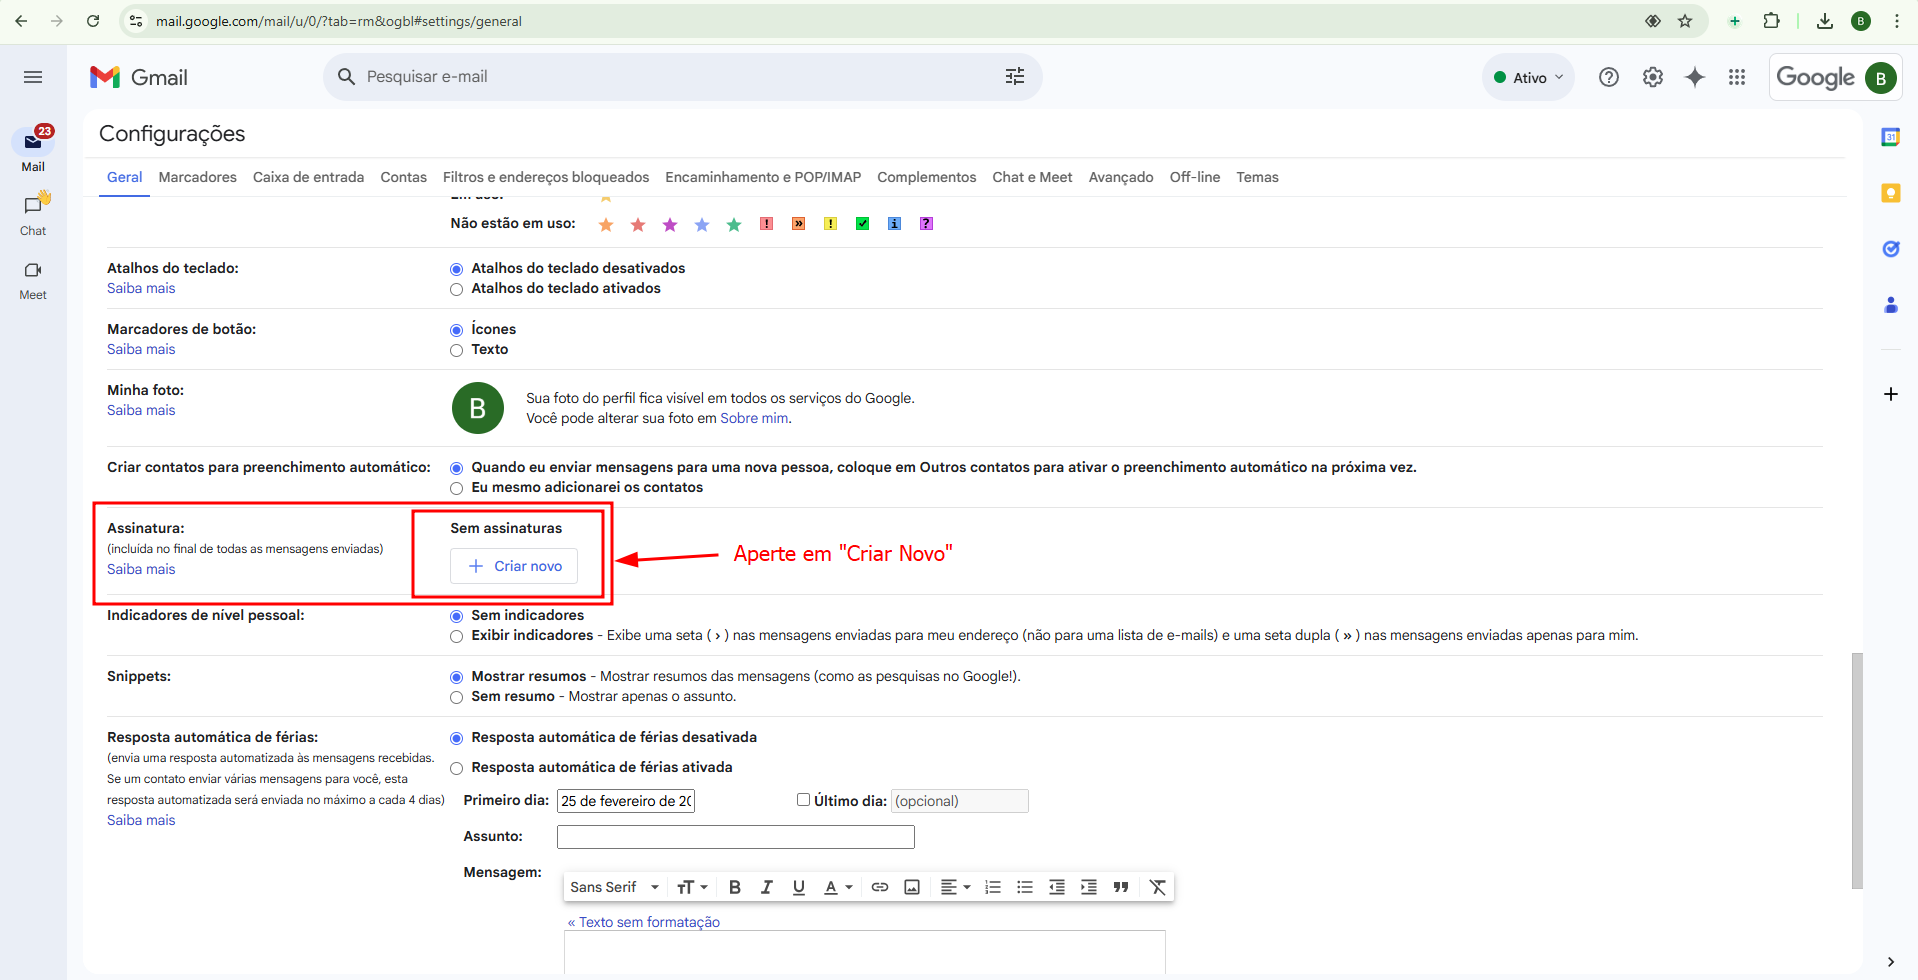 mail.google.com/mail/u/0/?tab=rm&ogbl#settings/general
B
Gmail
Pesquisar e-mail
Ativo
Google
B
23
Mail
Chat
Meet
31
Configurações
Geral Marcadores Caixa de entrada Contas Filtros e endereços bloqueados Encaminhamento e POP/IMAP Complementos Chat e Meet Avançado Off-line Temas
Em uso:
Não estão em uso:
Atalhos do teclado:
Saiba mais
Atalhos do teclado desativados
Atalhos do teclado ativados
Marcadores de botão:
Saiba mais
Ícones
Texto
Minha foto:
Saiba mais
B
Sua foto do perfil fica visível em todos os serviços do Google.
Você pode alterar sua foto em Sobre mim.
Criar contatos para preenchimento automático:
Quando eu enviar mensagens para uma nova pessoa, coloque em Outros contatos para ativar o preenchimento automático na próxima vez.
Eu mesmo adicionarei os contatos
Assinatura:
(incluída no final de todas as mensagens enviadas)
Saiba mais
Sem assinaturas
+ Criar novo
Aperte em "Criar Novo"
Indicadores de nível pessoal:
Sem indicadores
Exibir indicadores - Exibe uma seta ( › ) nas mensagens enviadas para meu endereço (não para uma lista de e-mails) e uma seta dupla ( » ) nas mensagens enviadas apenas para mim.
Snippets:
Mostrar resumos - Mostrar resumos das mensagens (como as pesquisas no Google!).
Sem resumo - Mostrar apenas o assunto.
Resposta automática de férias:
(envia uma resposta automatizada às mensagens recebidas.
Se um contato enviar várias mensagens para você, esta
resposta automatizada será enviada no máximo a cada 4 dias)
Saiba mais
Resposta automática de férias desativada
Resposta automática de férias ativada
Primeiro dia: 25 de fevereiro de 20
Último dia: (opcional)
Assunto:
Mensagem:
Sans Serif
« Texto sem formatação